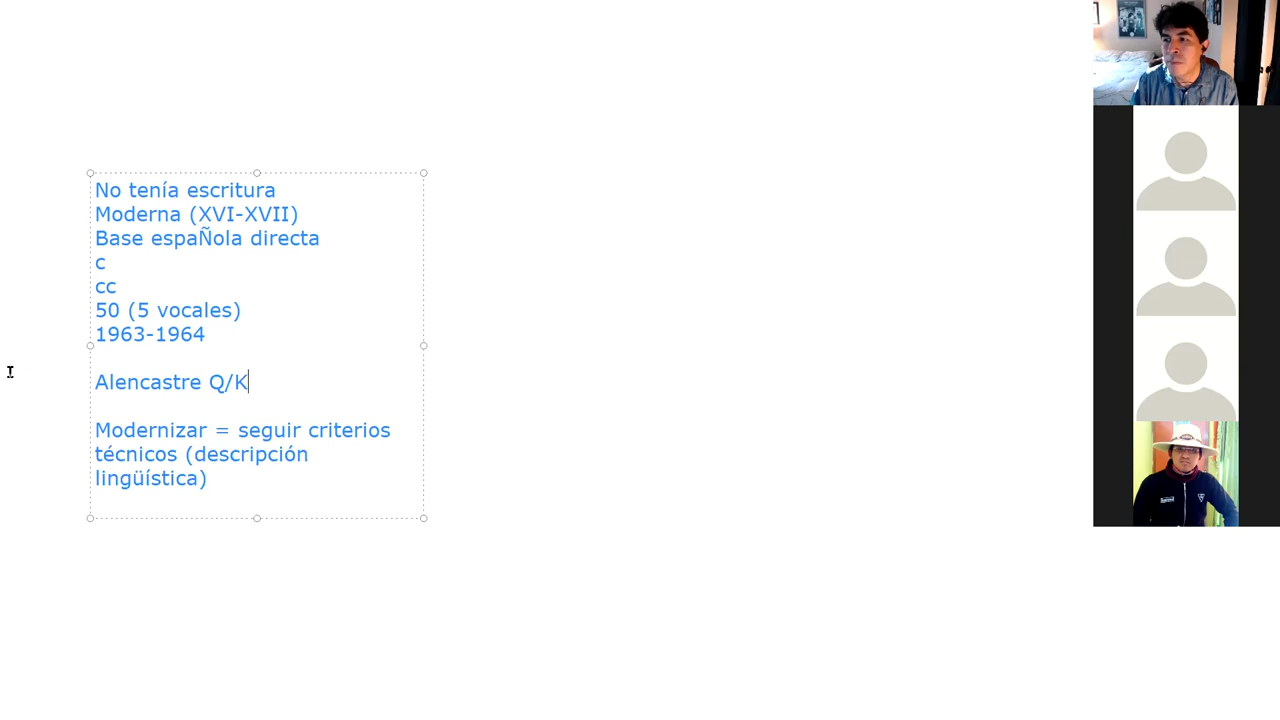 No tenía escritura
Moderna (XVI-XVII)
Base espaÑola directa
c
cc
50 (5 vocales)
1963-1964
Alencastre Q/K
Modernizar = seguir criterios
técnicos (descripción
lingüística)